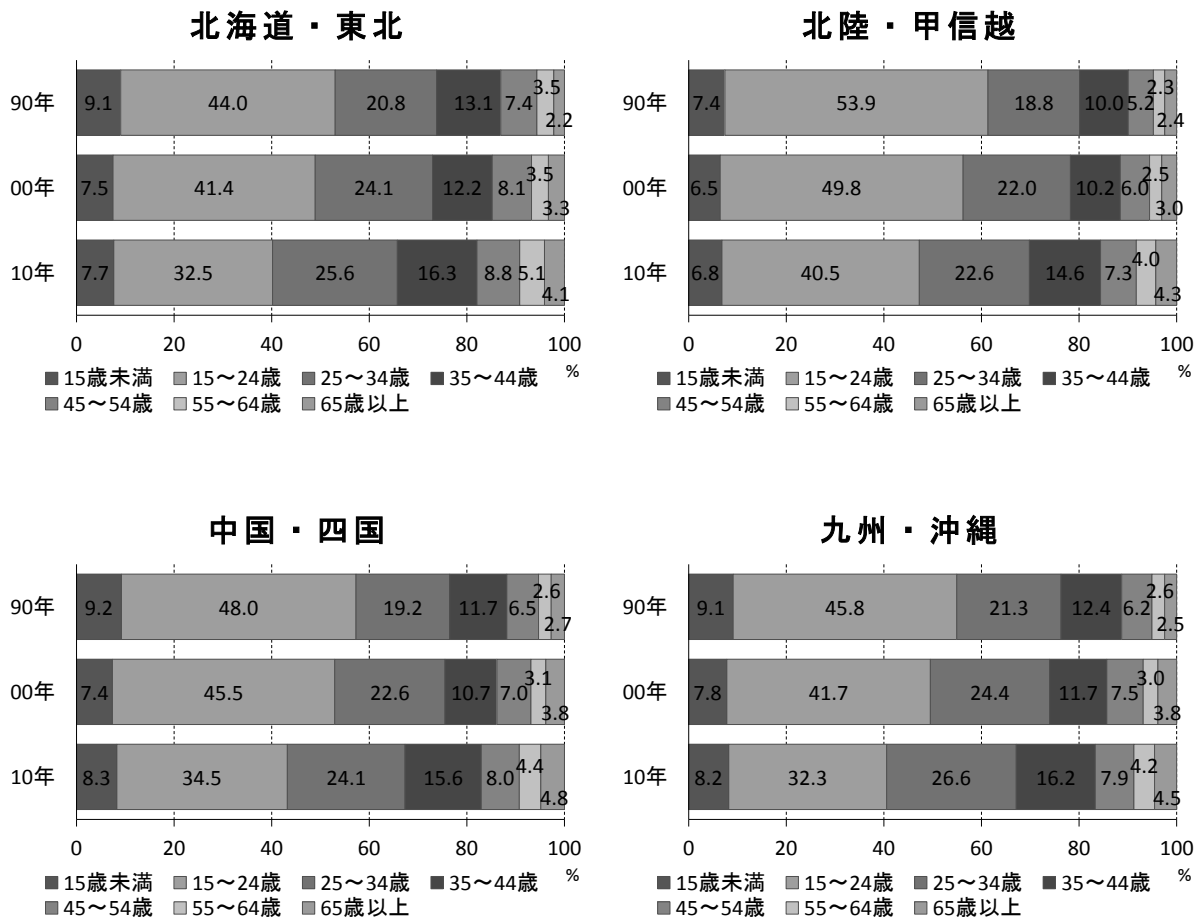 北海道・東北
90年 9.1 44.0 20.8 13.1 7.4 3.5 2.2
00年 7.5 41.4 24.1 12.2 8.1 3.5 3.3
10年 7.7 32.5 25.6 16.3 8.8 5.1 4.1
0 20 40 60 80 100
%
■15歳未満 ■15～24歳 ■25～34歳 ■35～44歳
■45～54歳 ■55～64歳 ■65歳以上
北陸・甲信越
90年 7.4 53.9 18.8 10.0 5.2 2.3 2.4
00年 6.5 49.8 22.0 10.2 6.0 2.5 3.0
10年 6.8 40.5 22.6 14.6 7.3 4.0 4.3
0 20 40 60 80 100
%
■15歳未満 ■15～24歳 ■25～34歳 ■35～44歳
■45～54歳 ■55～64歳 ■65歳以上
中国・四国
90年 9.2 48.0 19.2 11.7 6.5 2.6 2.7
00年 7.4 45.5 22.6 10.7 7.0 3.1 3.8
10年 8.3 34.5 24.1 15.6 8.0 4.4 4.8
0 20 40 60 80 100
%
■15歳未満 ■15～24歳 ■25～34歳 ■35～44歳
■45～54歳 ■55～64歳 ■65歳以上
九州・沖縄
90年 9.1 45.8 21.3 12.4 6.2 2.6 2.5
00年 7.8 41.7 24.4 11.7 7.5 3.0 3.8
10年 8.2 32.3 26.6 16.2 7.9 4.2 4.5
0 20 40 60 80 100
%
■15歳未満 ■15～24歳 ■25～34歳 ■35～44歳
■45～54歳 ■55～64歳 ■65歳以上